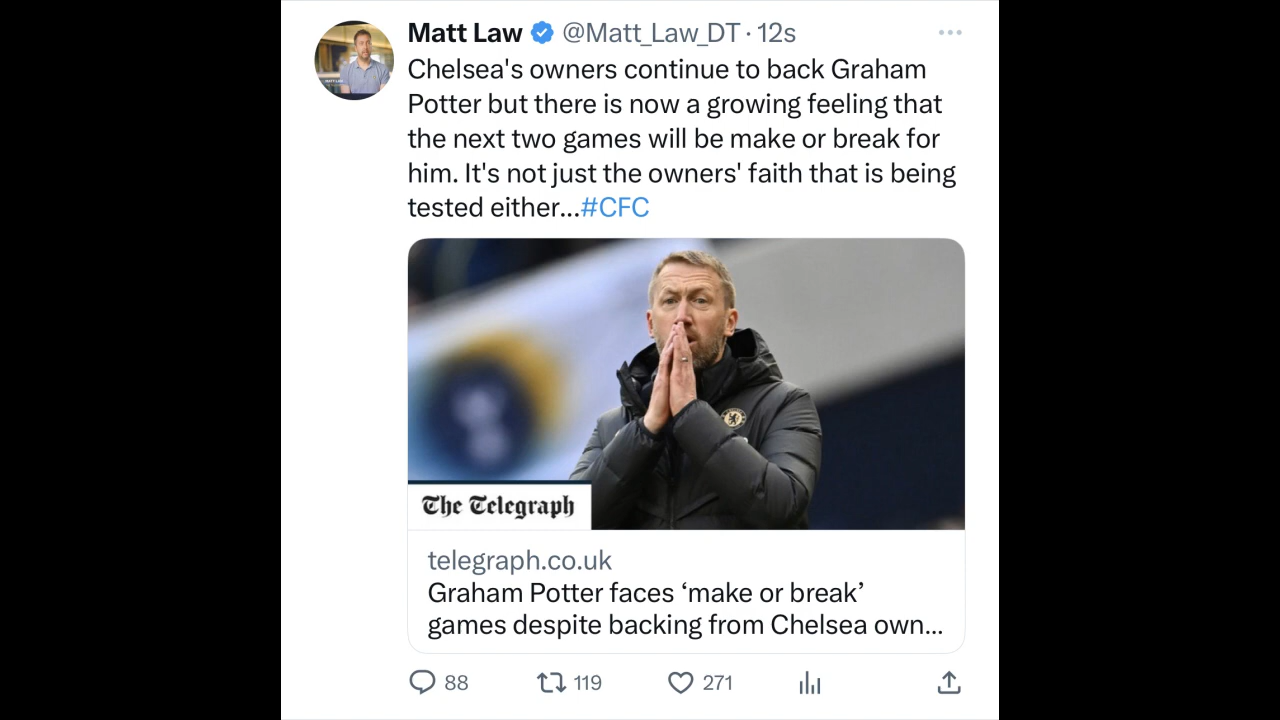 Matt Law @Matt_Law_DT · 12s
Chelsea's owners continue to back Graham
Potter but there is now a growing feeling that
the next two games will be make or break for
him. It's not just the owners' faith that is being
tested either...#CFC
The Telegraph
telegraph.co.uk
Graham Potter faces ‘make or break’
games despite backing from Chelsea own...
88 119 271